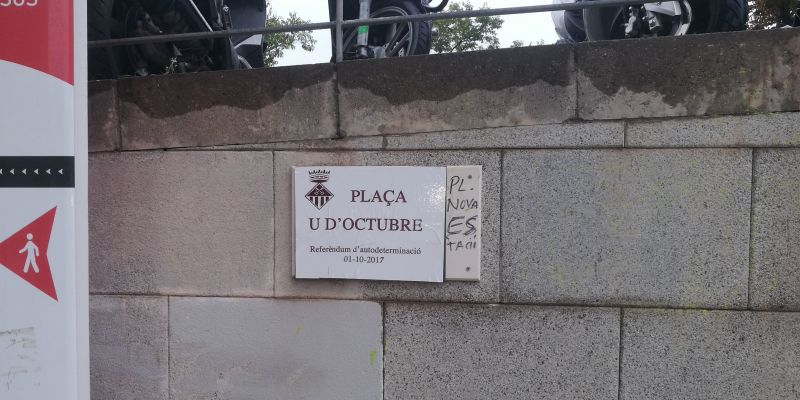 PLAÇA
U D'OCTUBRE
Referèndum d'autodeterminació
01-10-2017
PL.
NOVA
ES
TACIÓ